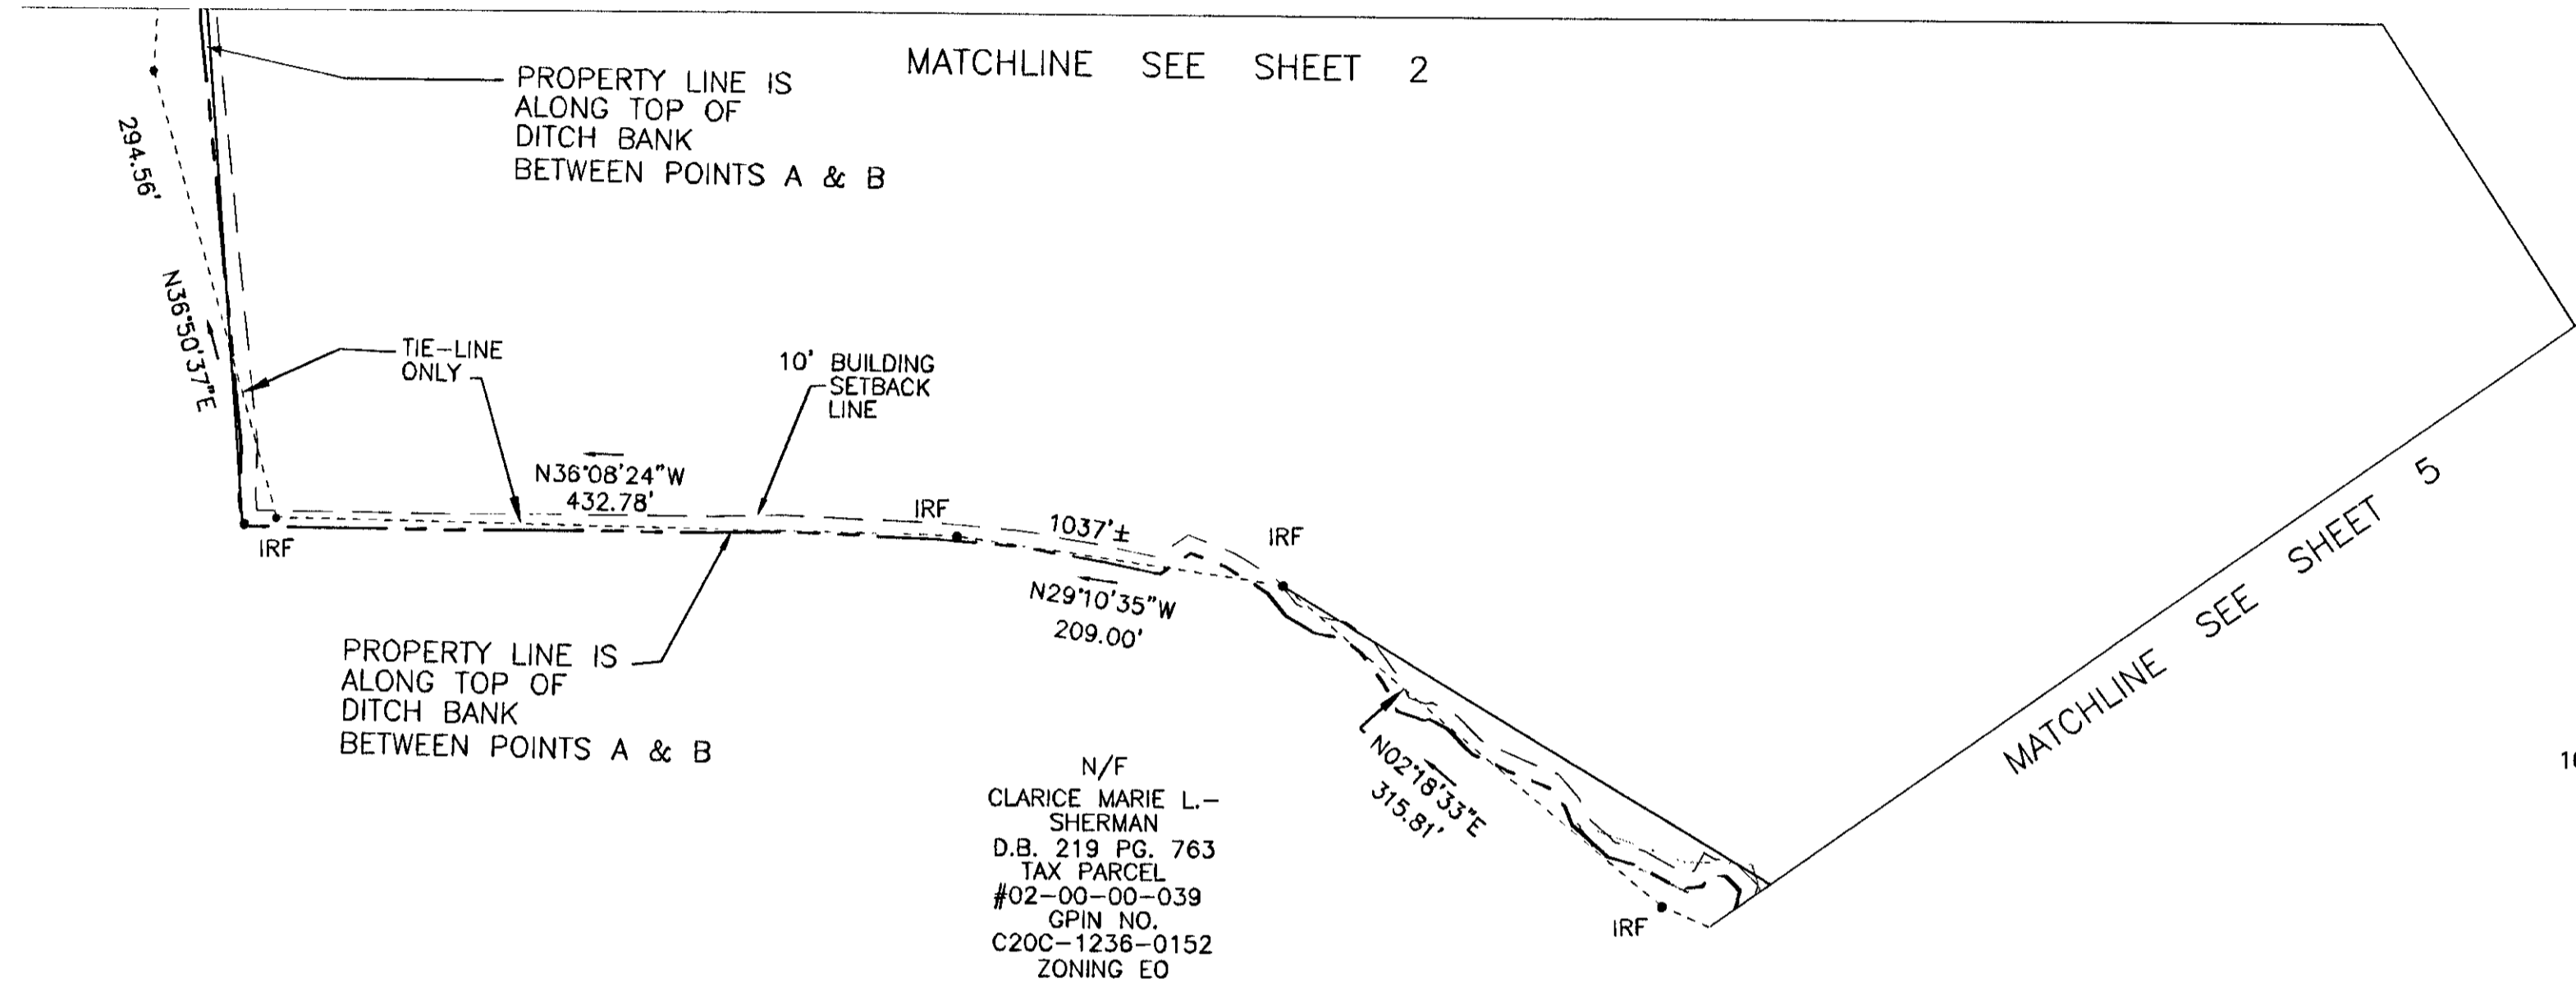 MATCHLINE SEE SHEET 2
PROPERTY LINE IS
ALONG TOP OF
DITCH BANK
BETWEEN POINTS A & B
294.56'
N36°50'37"E
TIE-LINE
ONLY
10' BUILDING
SETBACK
LINE
N36°08'24"W
432.78'
IRF
IRF
1037'±
IRF
N29°10'35"W
209.00'
PROPERTY LINE IS
ALONG TOP OF
DITCH BANK
BETWEEN POINTS A & B
N02°18'33"E
315.81'
IRF
MATCHLINE SEE SHEET 5
N/F
CLARICE MARIE L.-
SHERMAN
D.B. 219 PG. 763
TAX PARCEL
#02-00-00-039
GPIN NO.
C20C-1236-0152
ZONING EO